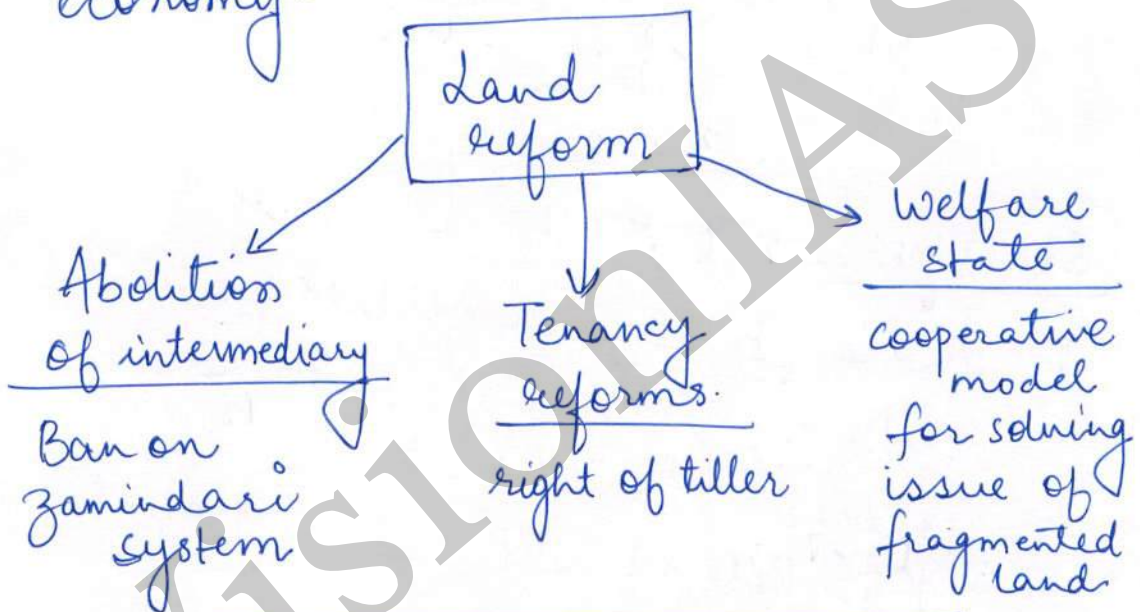 economy
Land
reform
Abolition
of intermediary
Ban on
zamindari
system
Tenancy
reforms.
right of tiller
Welfare
state
cooperative
model
for solving
issue of
fragmented
land
VisionIAS